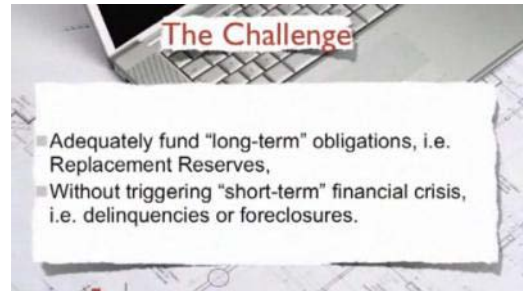 The Challenge
Adequately fund “long-term” obligations, i.e.
Replacement Reserves,
Without triggering “short-term” financial crisis,
i.e. delinquencies or foreclosures.